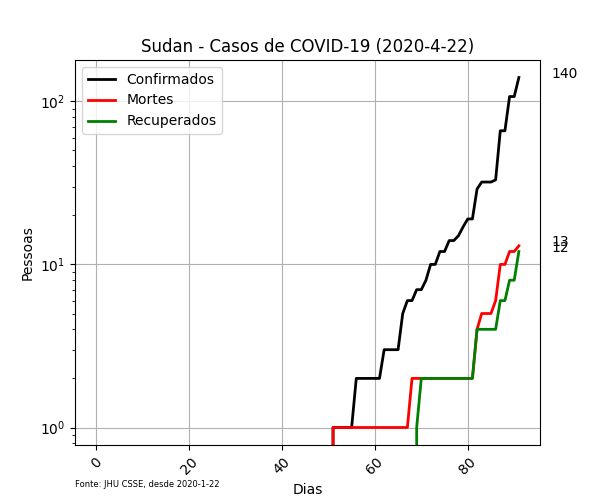 Sudan - Casos de COVID-19 (2020-4-22)
Confirmados
Mortes
Recuperados
140
13
12
10²
10¹
10⁰
Pessoas
0 20 40 60 80
Dias
Fonte: JHU CSSE, desde 2020-1-22